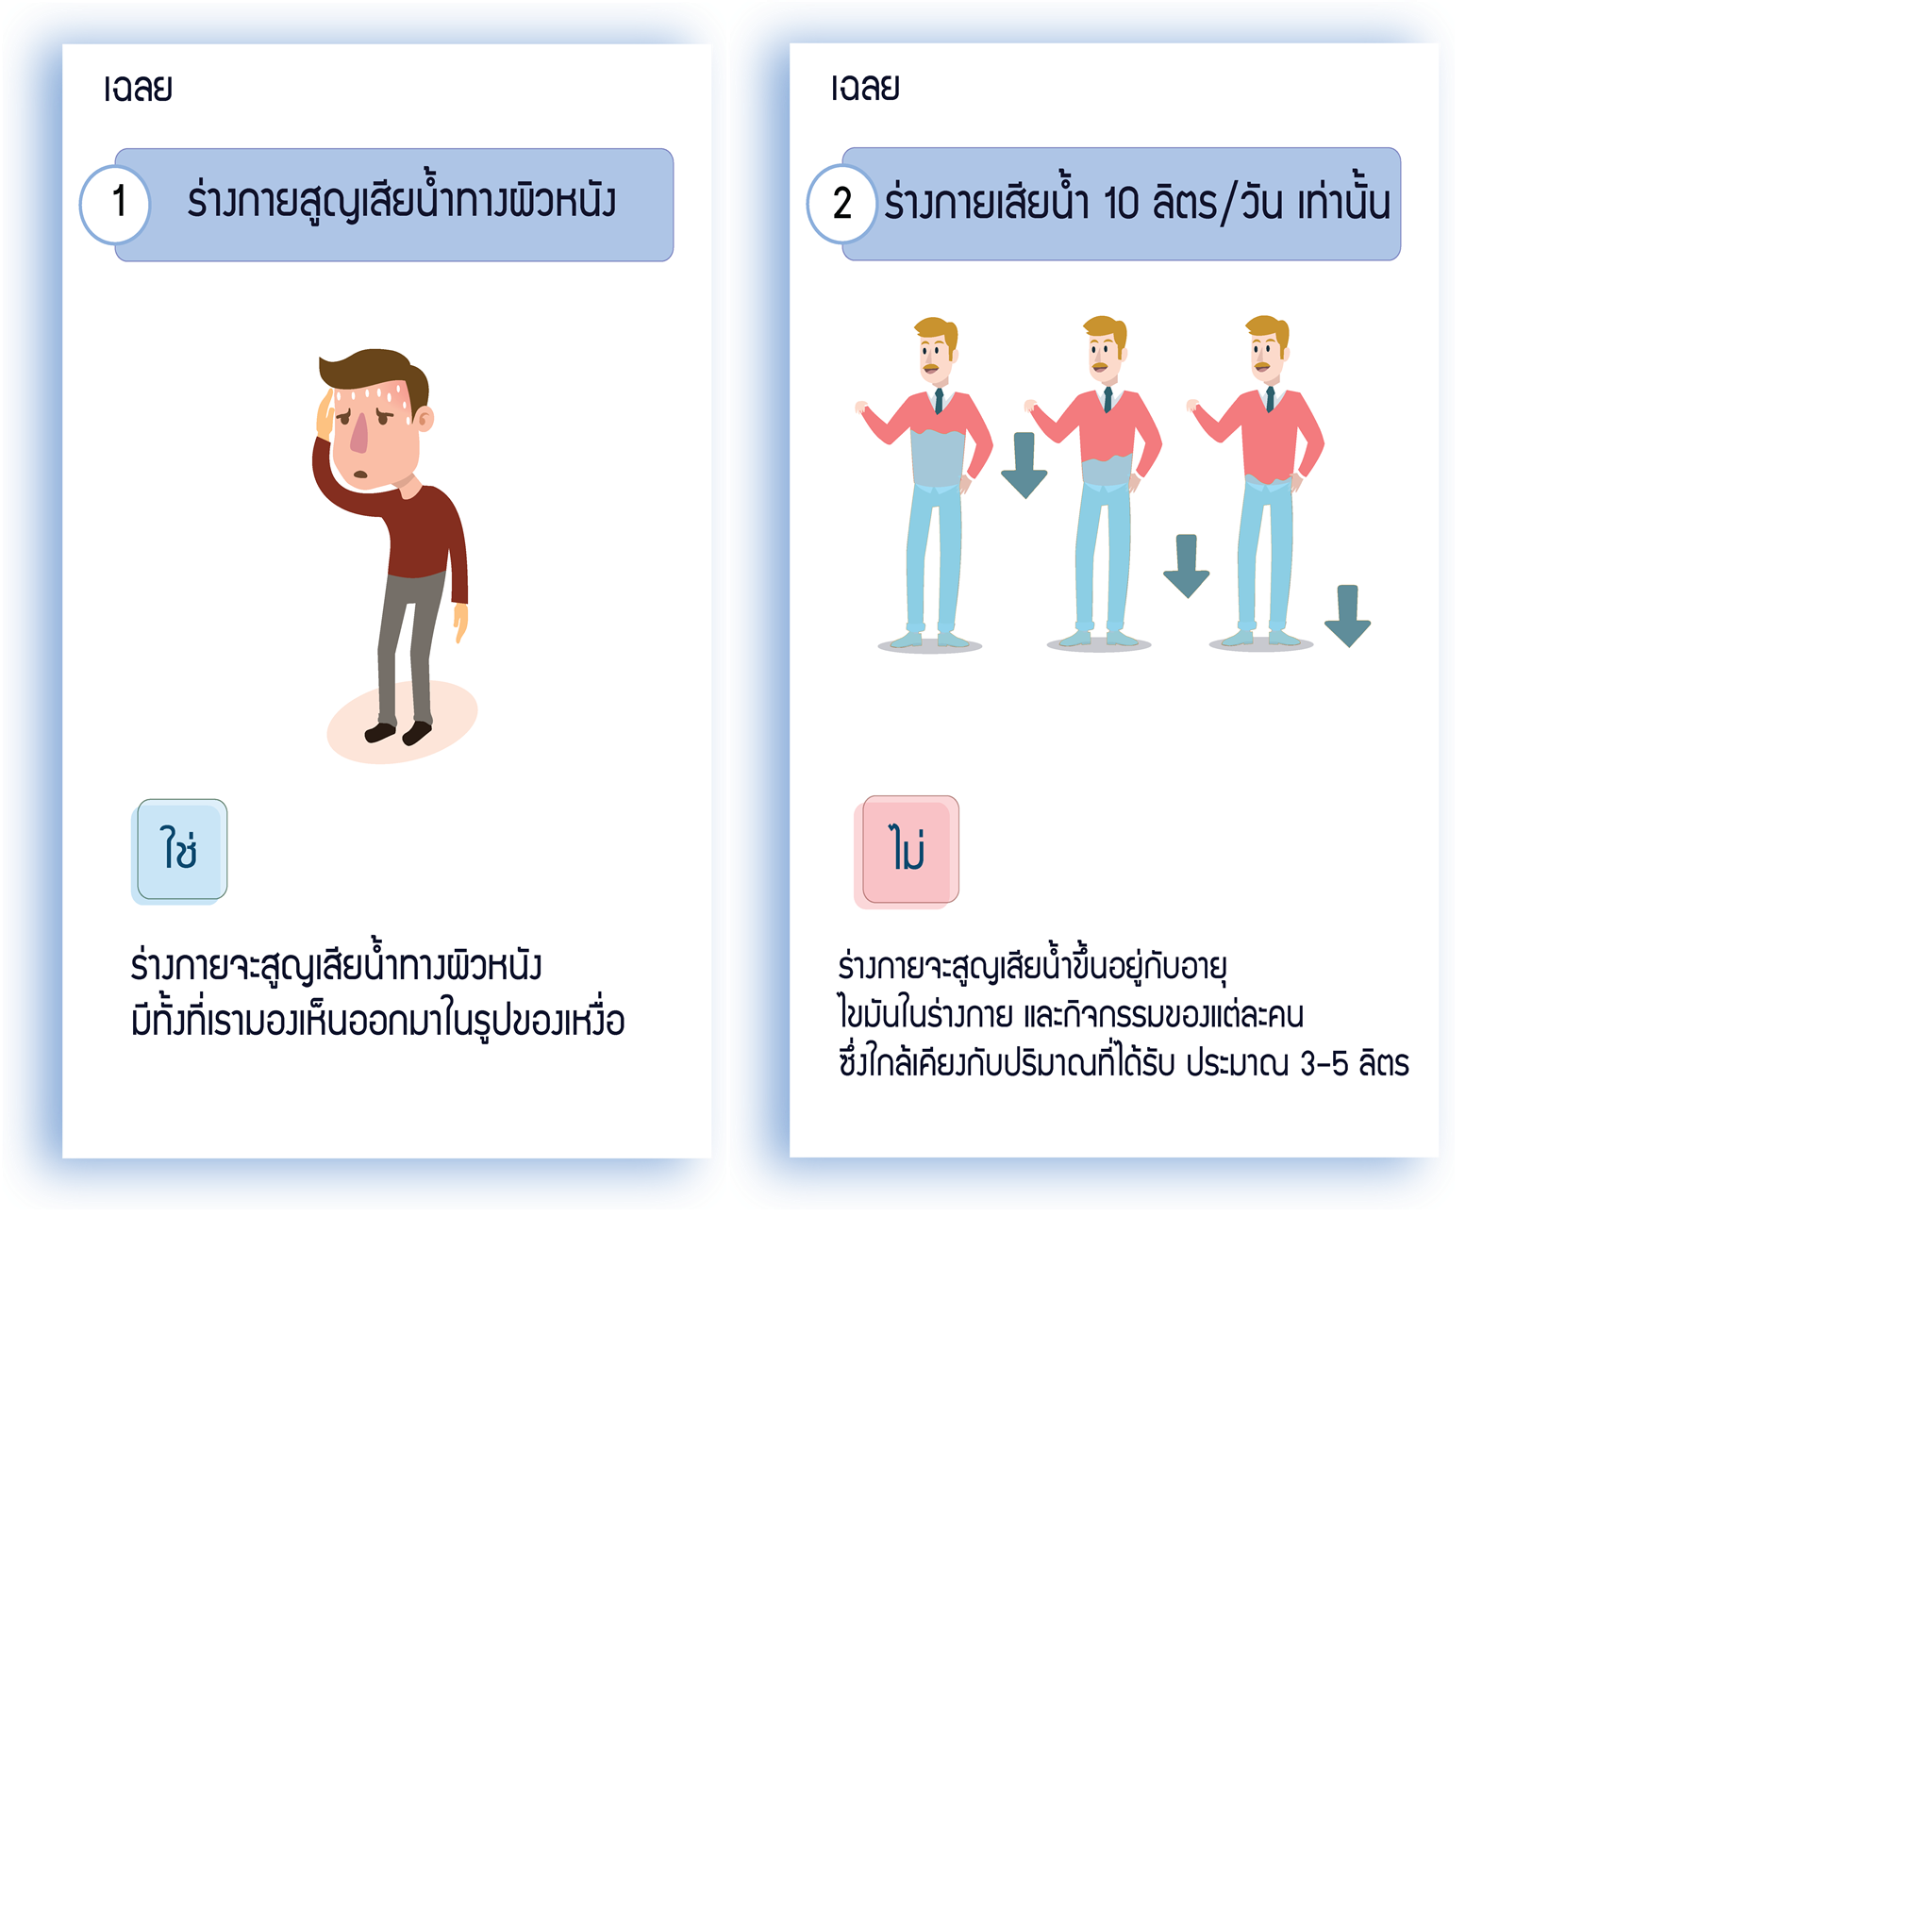 เฉลย
1
ร่างกายสูญเสียน้ำทางผิวหนัง
ใช่
ร่างกายจะสูญเสียน้ำทางผิวหนัง
มีทั้งที่เรามองเห็นออกมาในรูปของเหงื่อ
เฉลย
2
ร่างกายเสียน้ำ 10 ลิตร/วัน เท่านั้น
ไม่
ร่างกายจะสูญเสียน้ำขึ้นอยู่กับอายุ
ไขมันในร่างกาย และกิจกรรมของแต่ละคน
ซึ่งใกล้เคียงกับปริมาณที่ได้รับ ประมาณ 3-5 ลิตร